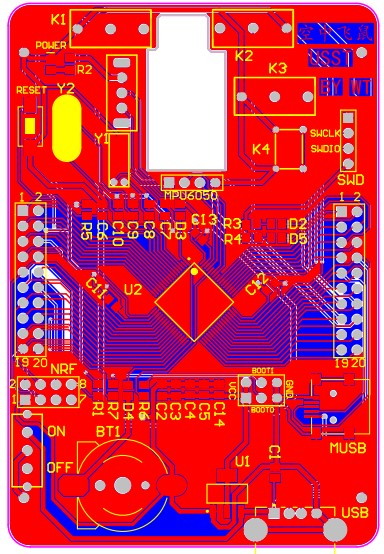 K1
K2
POWER
R2
K3
RESET
Y2
Y1
K4
SWCLK
SWDIO
SWD
MPU6050
1 2
1 2
R5
C6
C10
C9
C8
C7
D3
C13
R3
D2
R4
D5
C11
U2
C12
19 20
19 20
NRF
2
8
1
7
VCC
BOOT1
GND
BOOT0
R1
R7
D4
R6
C2
C3
C4
C5
C14
MUSB
ON
BT1
OFF
U1
C1
USB